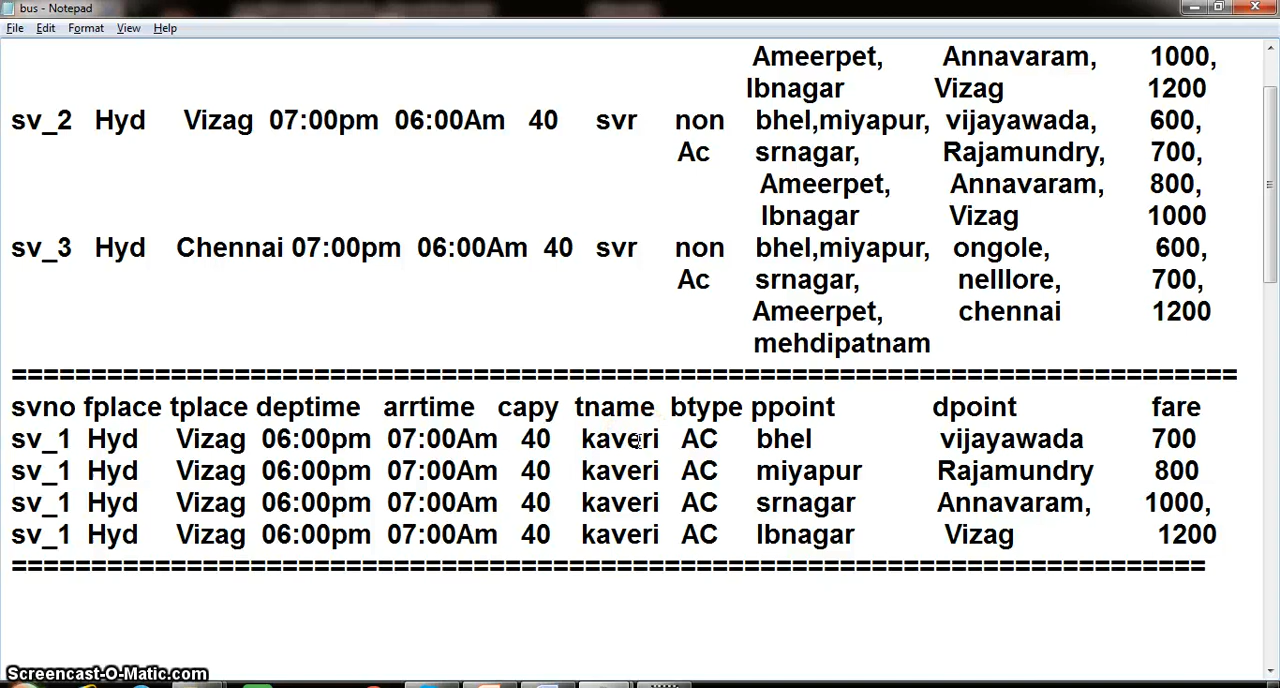 bus - Notepad
File Edit Format View Help
Ameerpet, Annavaram, 1000,
lbnagar Vizag 1200
sv_2 Hyd Vizag 07:00pm 06:00Am 40 svr non bhel,miyapur, vijayawada, 600,
Ac srnagar, Rajamundry, 700,
Ameerpet, Annavaram, 800,
lbnagar Vizag 1000
sv_3 Hyd Chennai 07:00pm 06:00Am 40 svr non bhel,miyapur, ongole, 600,
Ac srnagar, nelllore, 700,
Ameerpet, chennai 1200
mehdipatnam
=============================================================================
svno fplace tplace deptime arrtime capy tname btype ppoint dpoint fare
sv_1 Hyd Vizag 06:00pm 07:00Am 40 kaveri AC bhel vijayawada 700
sv_1 Hyd Vizag 06:00pm 07:00Am 40 kaveri AC miyapur Rajamundry 800
sv_1 Hyd Vizag 06:00pm 07:00Am 40 kaveri AC srnagar Annavaram, 1000,
sv_1 Hyd Vizag 06:00pm 07:00Am 40 kaveri AC lbnagar Vizag 1200
===========================================================================
Screencast-O-Matic.com